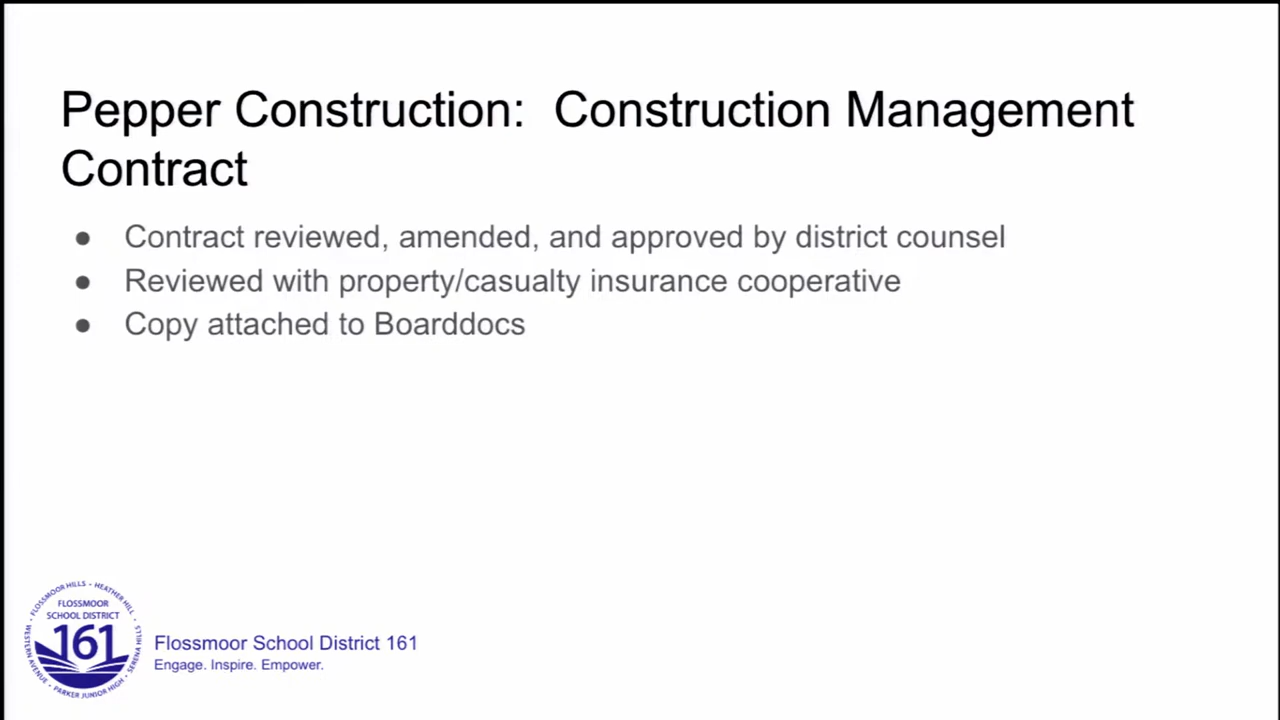 Pepper Construction:  Construction Management
Contract
● Contract reviewed, amended, and approved by district counsel
● Reviewed with property/casualty insurance cooperative
● Copy attached to Boarddocs
FLOSSMOOR HILLS • HEATHER HILL • SERENA HILLS • PARKER JUNIOR HIGH • WESTERN AVENUE •
FLOSSMOOR
SCHOOL DISTRICT
161
Flossmoor School District 161
Engage. Inspire. Empower.